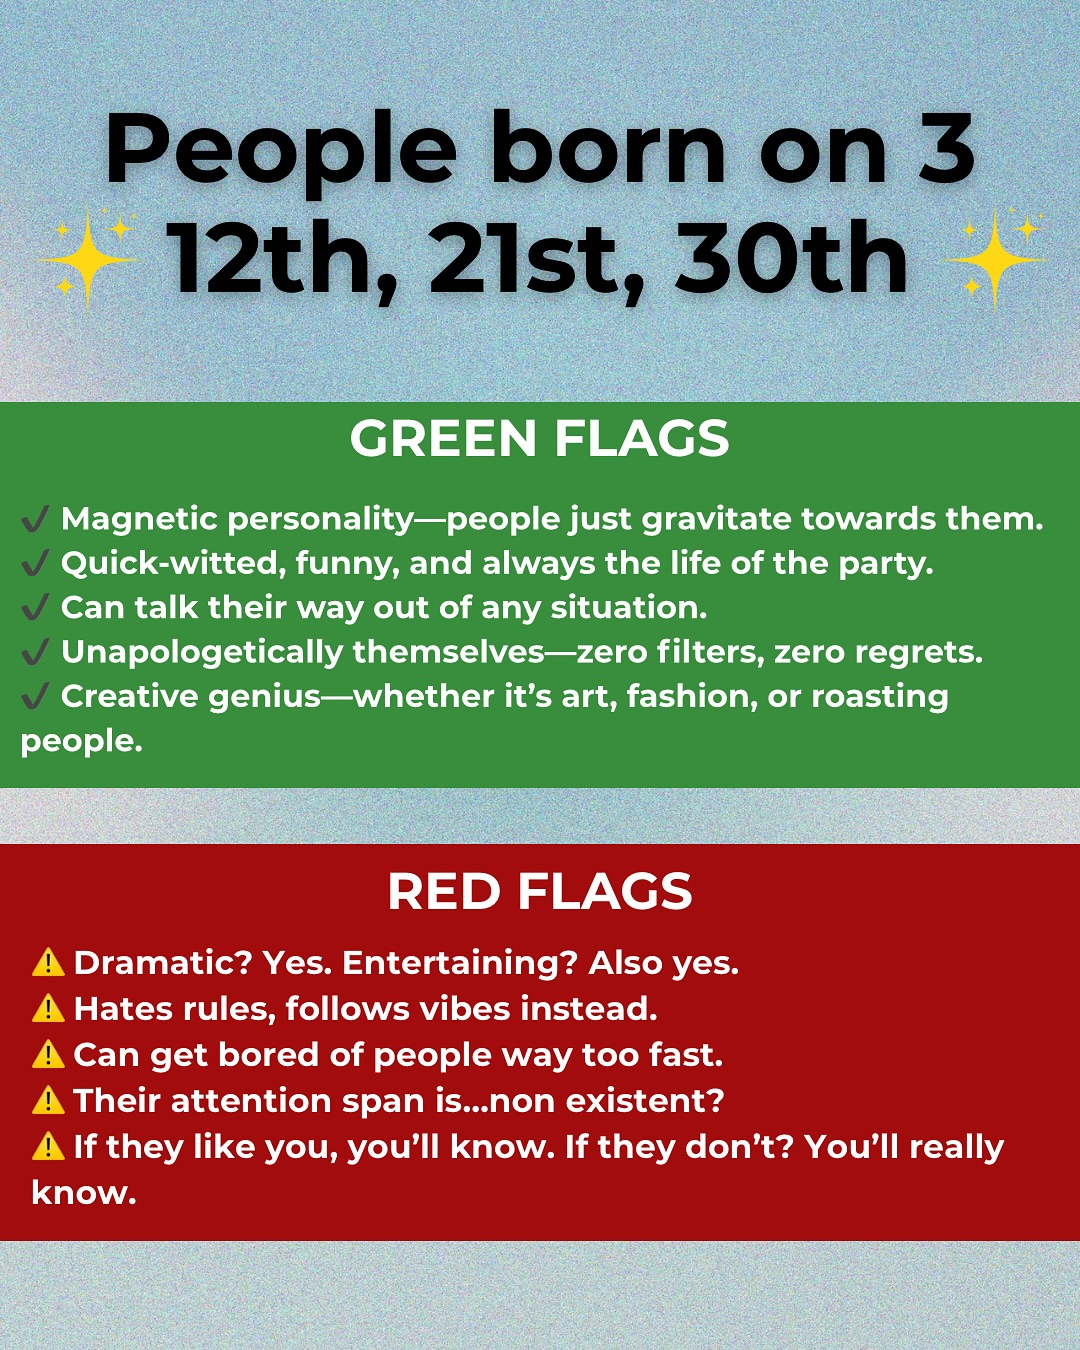 People born on 3
12th, 21st, 30th
GREEN FLAGS
✔ Magnetic personality—people just gravitate towards them.
✔ Quick-witted, funny, and always the life of the party.
✔ Can talk their way out of any situation.
✔ Unapologetically themselves—zero filters, zero regrets.
✔ Creative genius—whether it’s art, fashion, or roasting
people.
RED FLAGS
⚠️ Dramatic? Yes. Entertaining? Also yes.
⚠️ Hates rules, follows vibes instead.
⚠️ Can get bored of people way too fast.
⚠️ Their attention span is...non existent?
⚠️ If they like you, you’ll know. If they don’t? You’ll really
know.